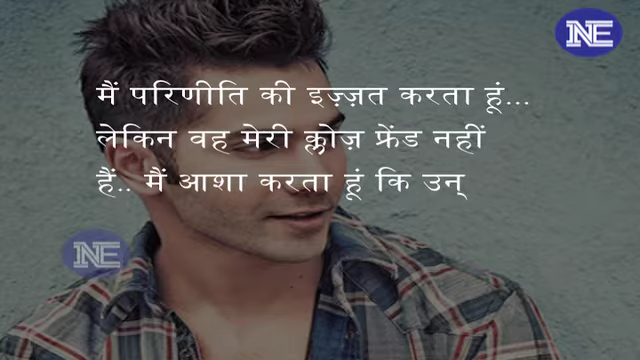 NE
मैं परिणीति की इज़्ज़त करता हूं...
लेकिन वह मेरी क्लोज़ फ्रेंड नहीं
हैं.. मैं आशा करता हूं कि उन्
NE